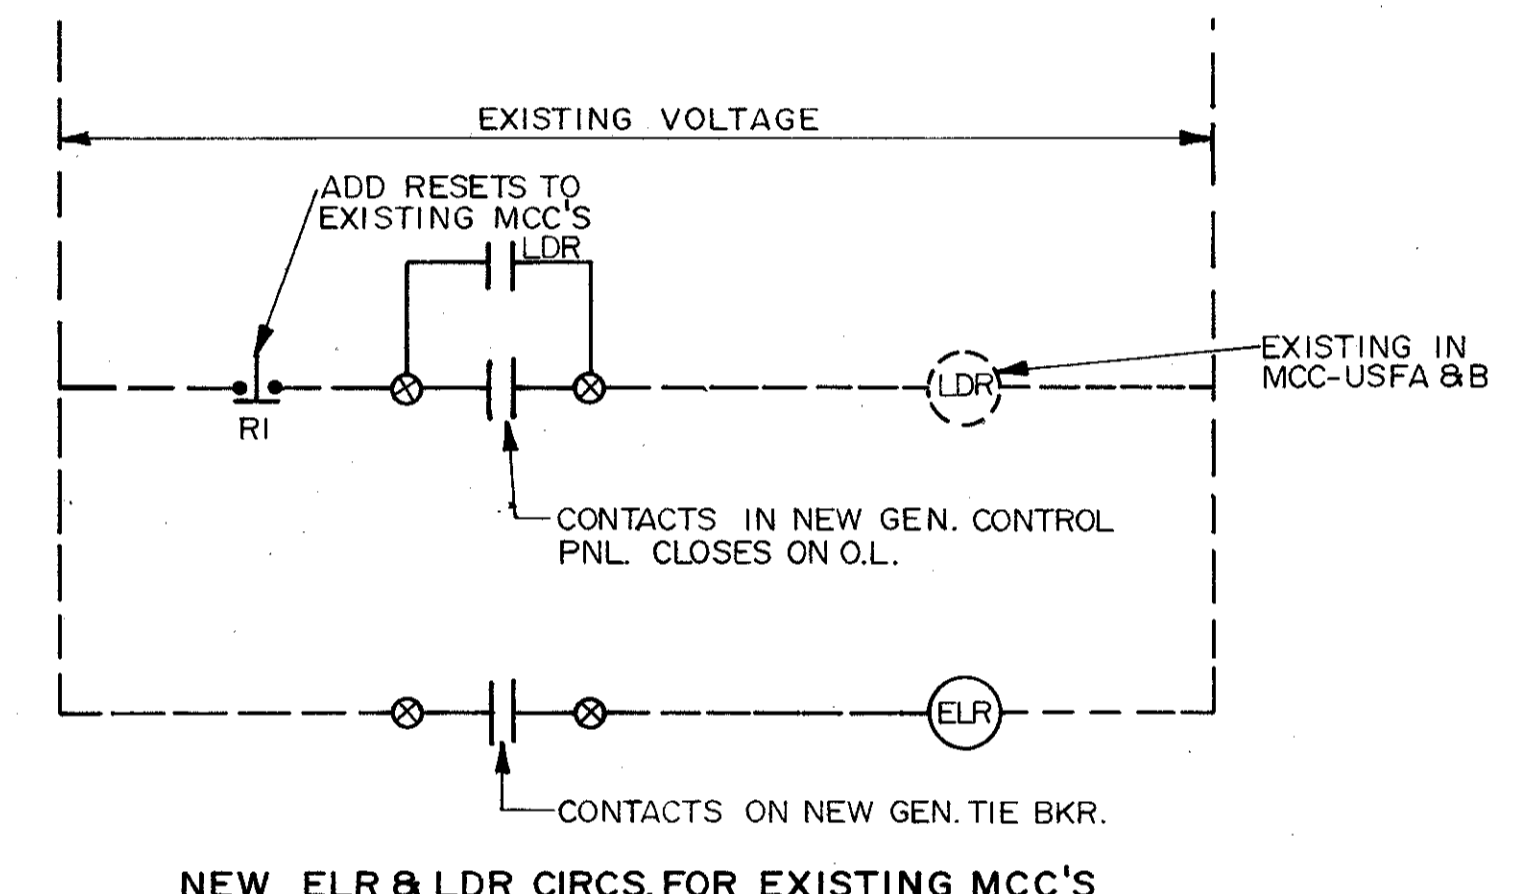 EXISTING VOLTAGE
ADD RESETS TO
EXISTING MCC'S
LDR
R1
LDR
EXISTING IN
MCC-USFA & B
CONTACTS IN NEW GEN. CONTROL
PNL. CLOSES ON O.L.
ELR
CONTACTS ON NEW GEN. TIE BKR.
NEW ELR & LDR CIRCS. FOR EXISTING MCC'S